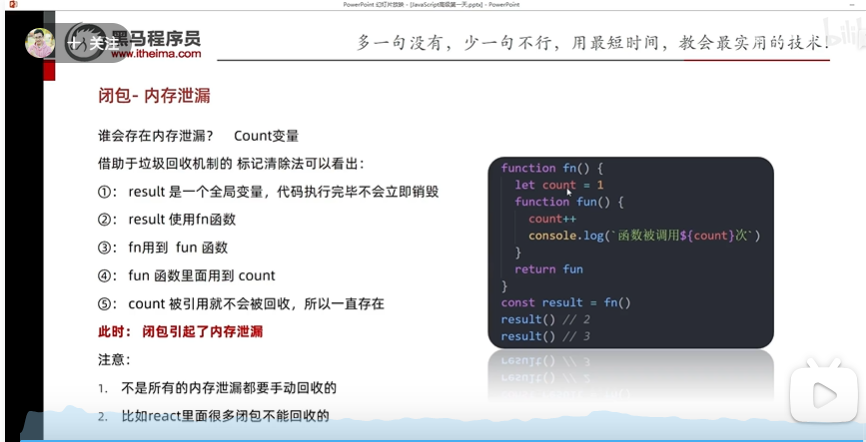 PowerPoint 幻灯片放映 - [JavaScript高级第一天.pptx] - PowerPoint
+ 关注
黑马程序员
www.itheima.com
多一句没有，少一句不行，用最短时间，教会最实用的技术！
bilibili
闭包- 内存泄漏
谁会存在内存泄漏？ Count变量
借助于垃圾回收机制的 标记清除法可以看出：
①： result 是一个全局变量，代码执行完毕不会立即销毁
②： result 使用fn函数
③： fn用到 fun 函数
④： fun 函数里面用到 count
⑤： count 被引用就不会被回收，所以一直存在
此时： 闭包引起了内存泄漏
注意：
1. 不是所有的内存泄漏都要手动回收的
2. 比如react里面很多闭包不能回收的
function fn() {
let count = 1
function fun() {
count++
console.log(`函数被调用${count}次`)
}
return fun
}
const result = fn()
result() // 2
result() // 3